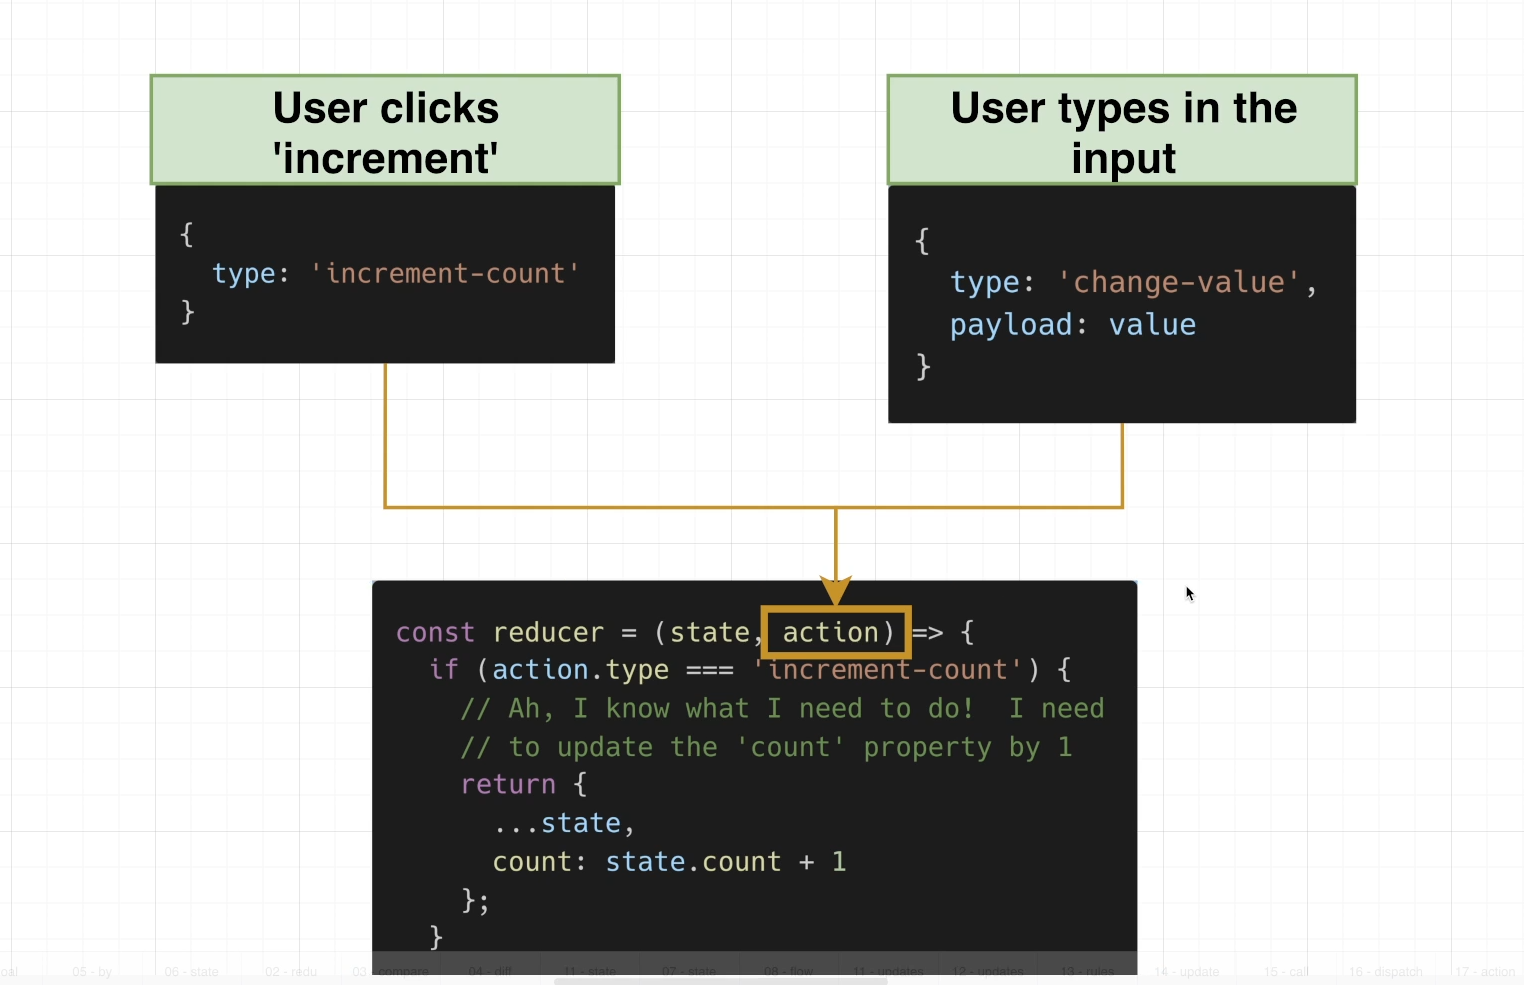 User clicks
'increment'
{
type: 'increment-count'
}
User types in the
input
{
type: 'change-value',
payload: value
}
const reducer = (state, action) => {
if (action.type === 'increment-count') {
// Ah, I know what I need to do!  I need
// to update the 'count' property by 1
return {
...state,
count: state.count + 1
};
}
05 - by 06 - state 02 - redu 03 - compare 04 - diff 11 - state 07 - state 08 - flow 11 - updates 12 - updates 13 - rules 14 - update 15 - call 16 - dispatch 17 - action